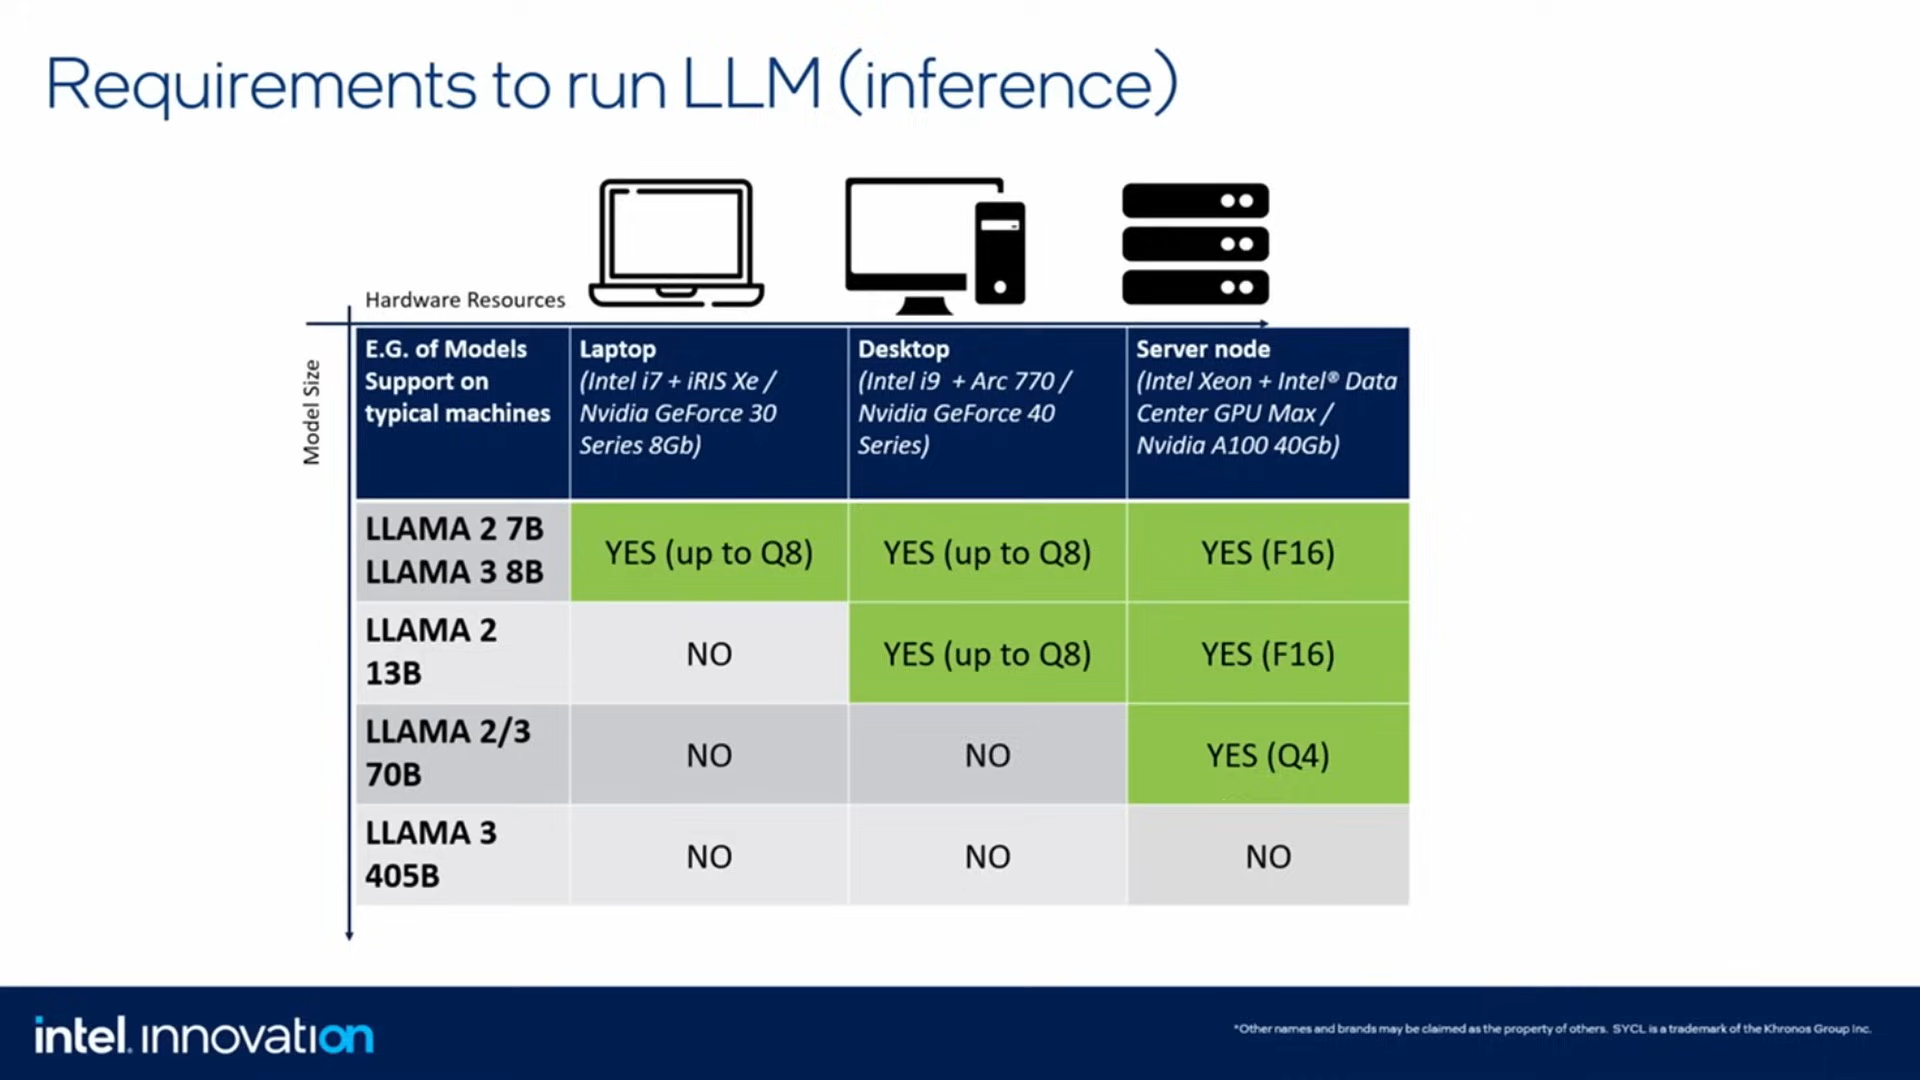 Requirements to run LLM (inference)
Hardware Resources
Model Size
E.G. of Models
Support on
typical machines
Laptop
(Intel i7 + iRIS Xe /
Nvidia GeForce 30
Series 8Gb)
Desktop
(Intel i9 + Arc 770 /
Nvidia GeForce 40
Series)
Server node
(Intel Xeon + Intel® Data
Center GPU Max /
Nvidia A100 40Gb)
LLAMA 2 7B
LLAMA 3 8B
YES (up to Q8)
YES (up to Q8)
YES (F16)
LLAMA 2
13B
NO
YES (up to Q8)
YES (F16)
LLAMA 2/3
70B
NO
NO
YES (Q4)
LLAMA 3
405B
NO
NO
NO
intel. innovation
*Other names and brands may be claimed as the property of others. SYCL is a trademark of the Khronos Group Inc.